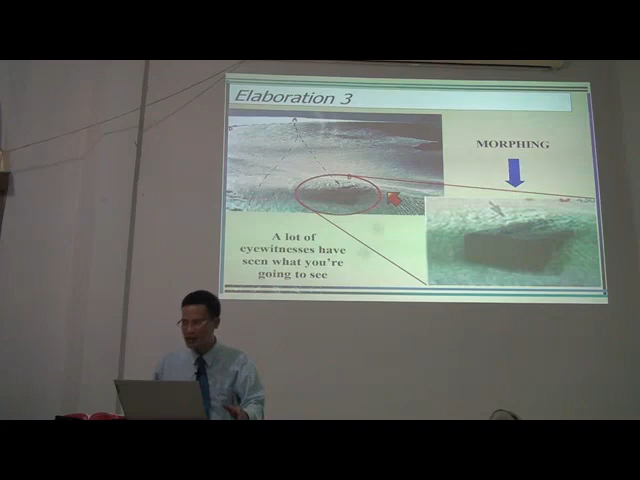 Elaboration 3
MORPHING
A lot of
eyewitnesses have
seen what you're
going to see